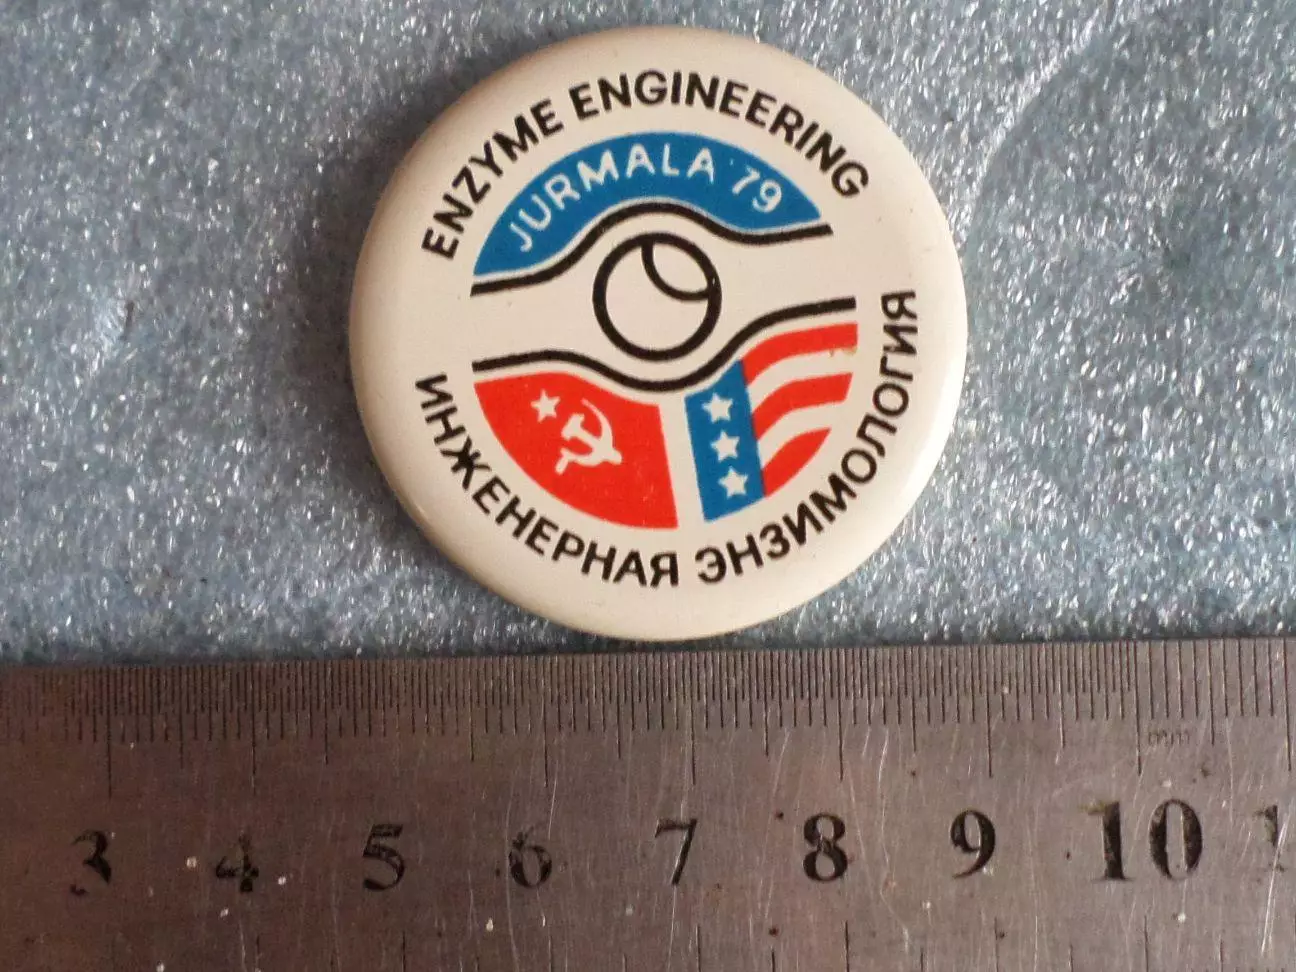 ENZYME ENGINEERING
JURMALA 79
ИНЖЕНЕРНАЯ ЭНЗИМОЛОГИЯ
3 4 5 6 7 8 9 10